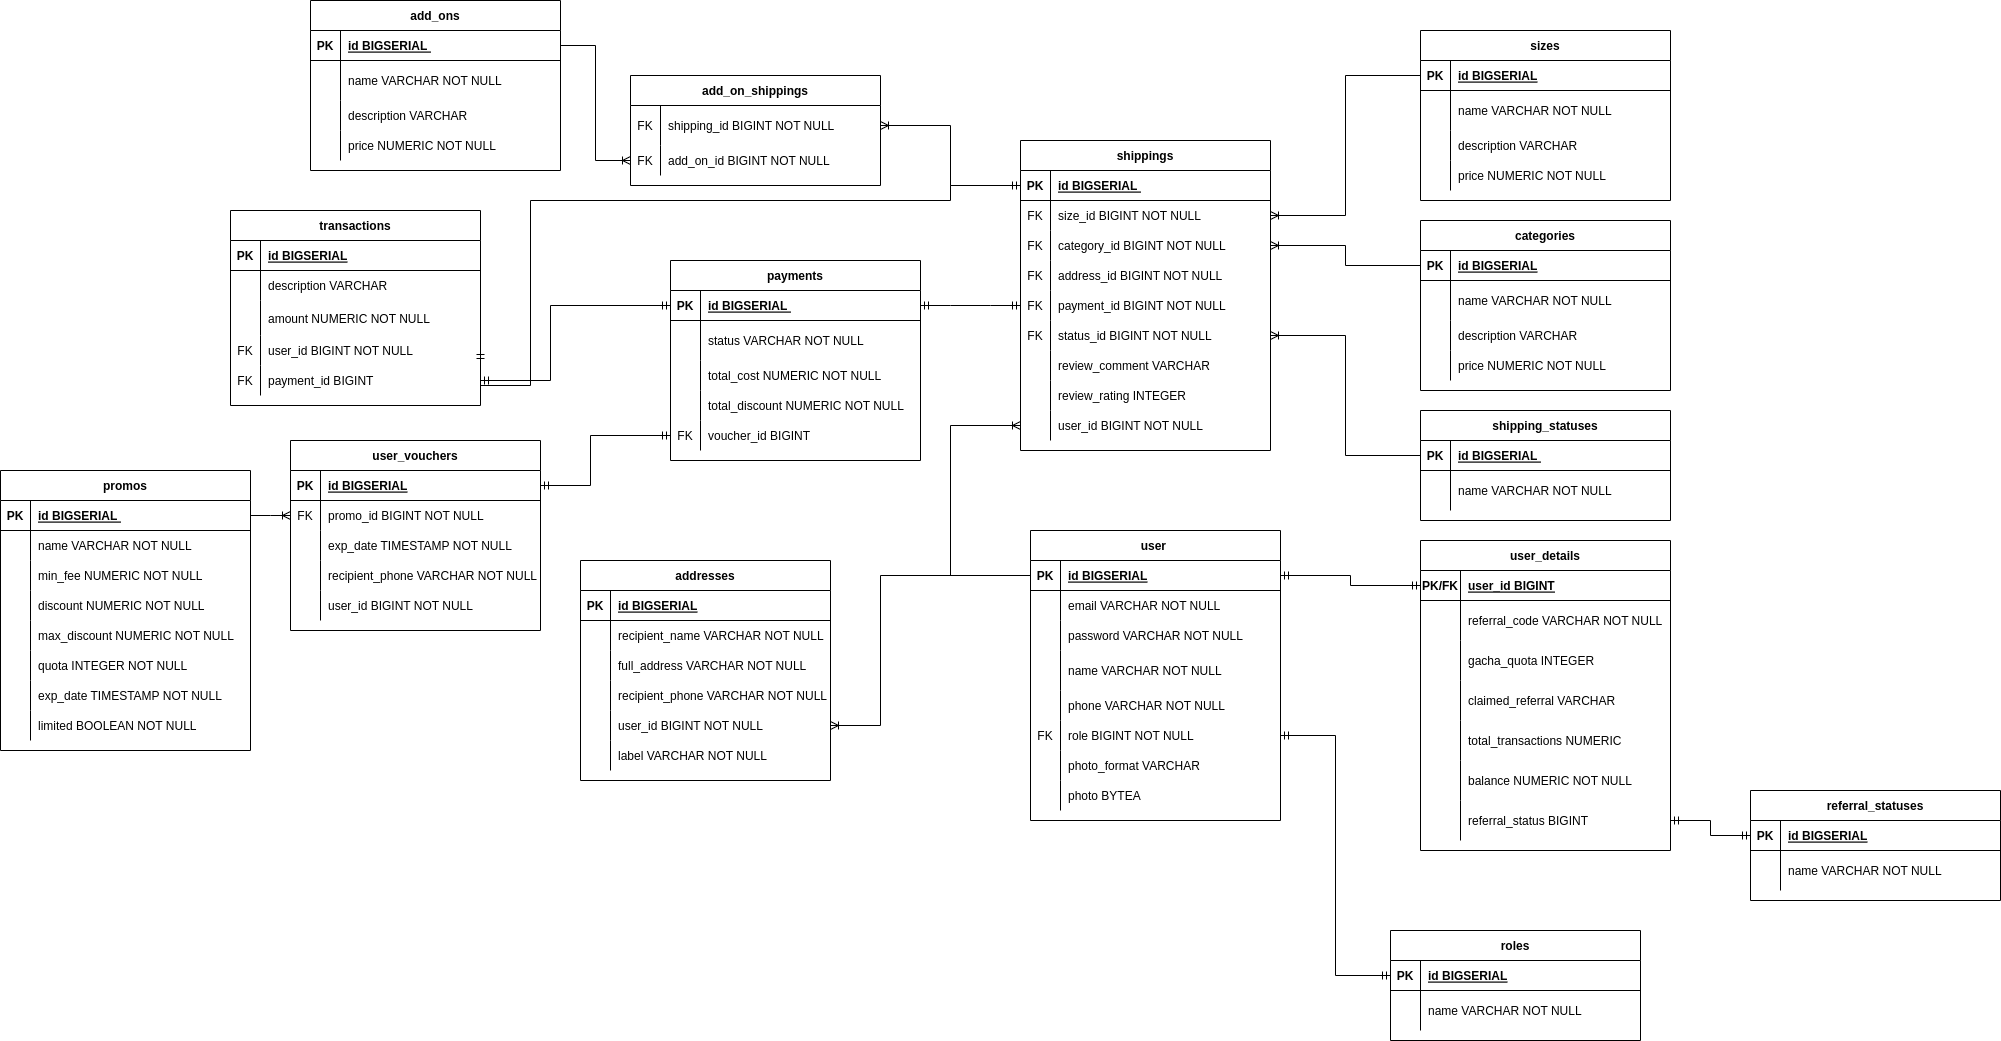 add_ons
PK id BIGSERIAL
name VARCHAR NOT NULL
description VARCHAR
price NUMERIC NOT NULL
add_on_shippings
FK shipping_id BIGINT NOT NULL
FK add_on_id BIGINT NOT NULL
transactions
PK id BIGSERIAL
description VARCHAR
amount NUMERIC NOT NULL
FK user_id BIGINT NOT NULL
FK payment_id BIGINT
payments
PK id BIGSERIAL
status VARCHAR NOT NULL
total_cost NUMERIC NOT NULL
total_discount NUMERIC NOT NULL
FK voucher_id BIGINT
shippings
PK id BIGSERIAL
FK size_id BIGINT NOT NULL
FK category_id BIGINT NOT NULL
FK address_id BIGINT NOT NULL
FK payment_id BIGINT NOT NULL
FK status_id BIGINT NOT NULL
review_comment VARCHAR
review_rating INTEGER
user_id BIGINT NOT NULL
sizes
PK id BIGSERIAL
name VARCHAR NOT NULL
description VARCHAR
price NUMERIC NOT NULL
categories
PK id BIGSERIAL
name VARCHAR NOT NULL
description VARCHAR
price NUMERIC NOT NULL
shipping_statuses
PK id BIGSERIAL
name VARCHAR NOT NULL
promos
PK id BIGSERIAL
name VARCHAR NOT NULL
min_fee NUMERIC NOT NULL
discount NUMERIC NOT NULL
max_discount NUMERIC NOT NULL
quota INTEGER NOT NULL
exp_date TIMESTAMP NOT NULL
limited BOOLEAN NOT NULL
user_vouchers
PK id BIGSERIAL
FK promo_id BIGINT NOT NULL
exp_date TIMESTAMP NOT NULL
recipient_phone VARCHAR NOT NULL
user_id BIGINT NOT NULL
addresses
PK id BIGSERIAL
recipient_name VARCHAR NOT NULL
full_address VARCHAR NOT NULL
recipient_phone VARCHAR NOT NULL
user_id BIGINT NOT NULL
label VARCHAR NOT NULL
user
PK id BIGSERIAL
email VARCHAR NOT NULL
password VARCHAR NOT NULL
name VARCHAR NOT NULL
phone VARCHAR NOT NULL
FK role BIGINT NOT NULL
photo_format VARCHAR
photo BYTEA
user_details
PK/FK user_id BIGINT
referral_code VARCHAR NOT NULL
gacha_quota INTEGER
claimed_referral VARCHAR
total_transactions NUMERIC
balance NUMERIC NOT NULL
referral_status BIGINT
referral_statuses
PK id BIGSERIAL
name VARCHAR NOT NULL
roles
PK id BIGSERIAL
name VARCHAR NOT NULL